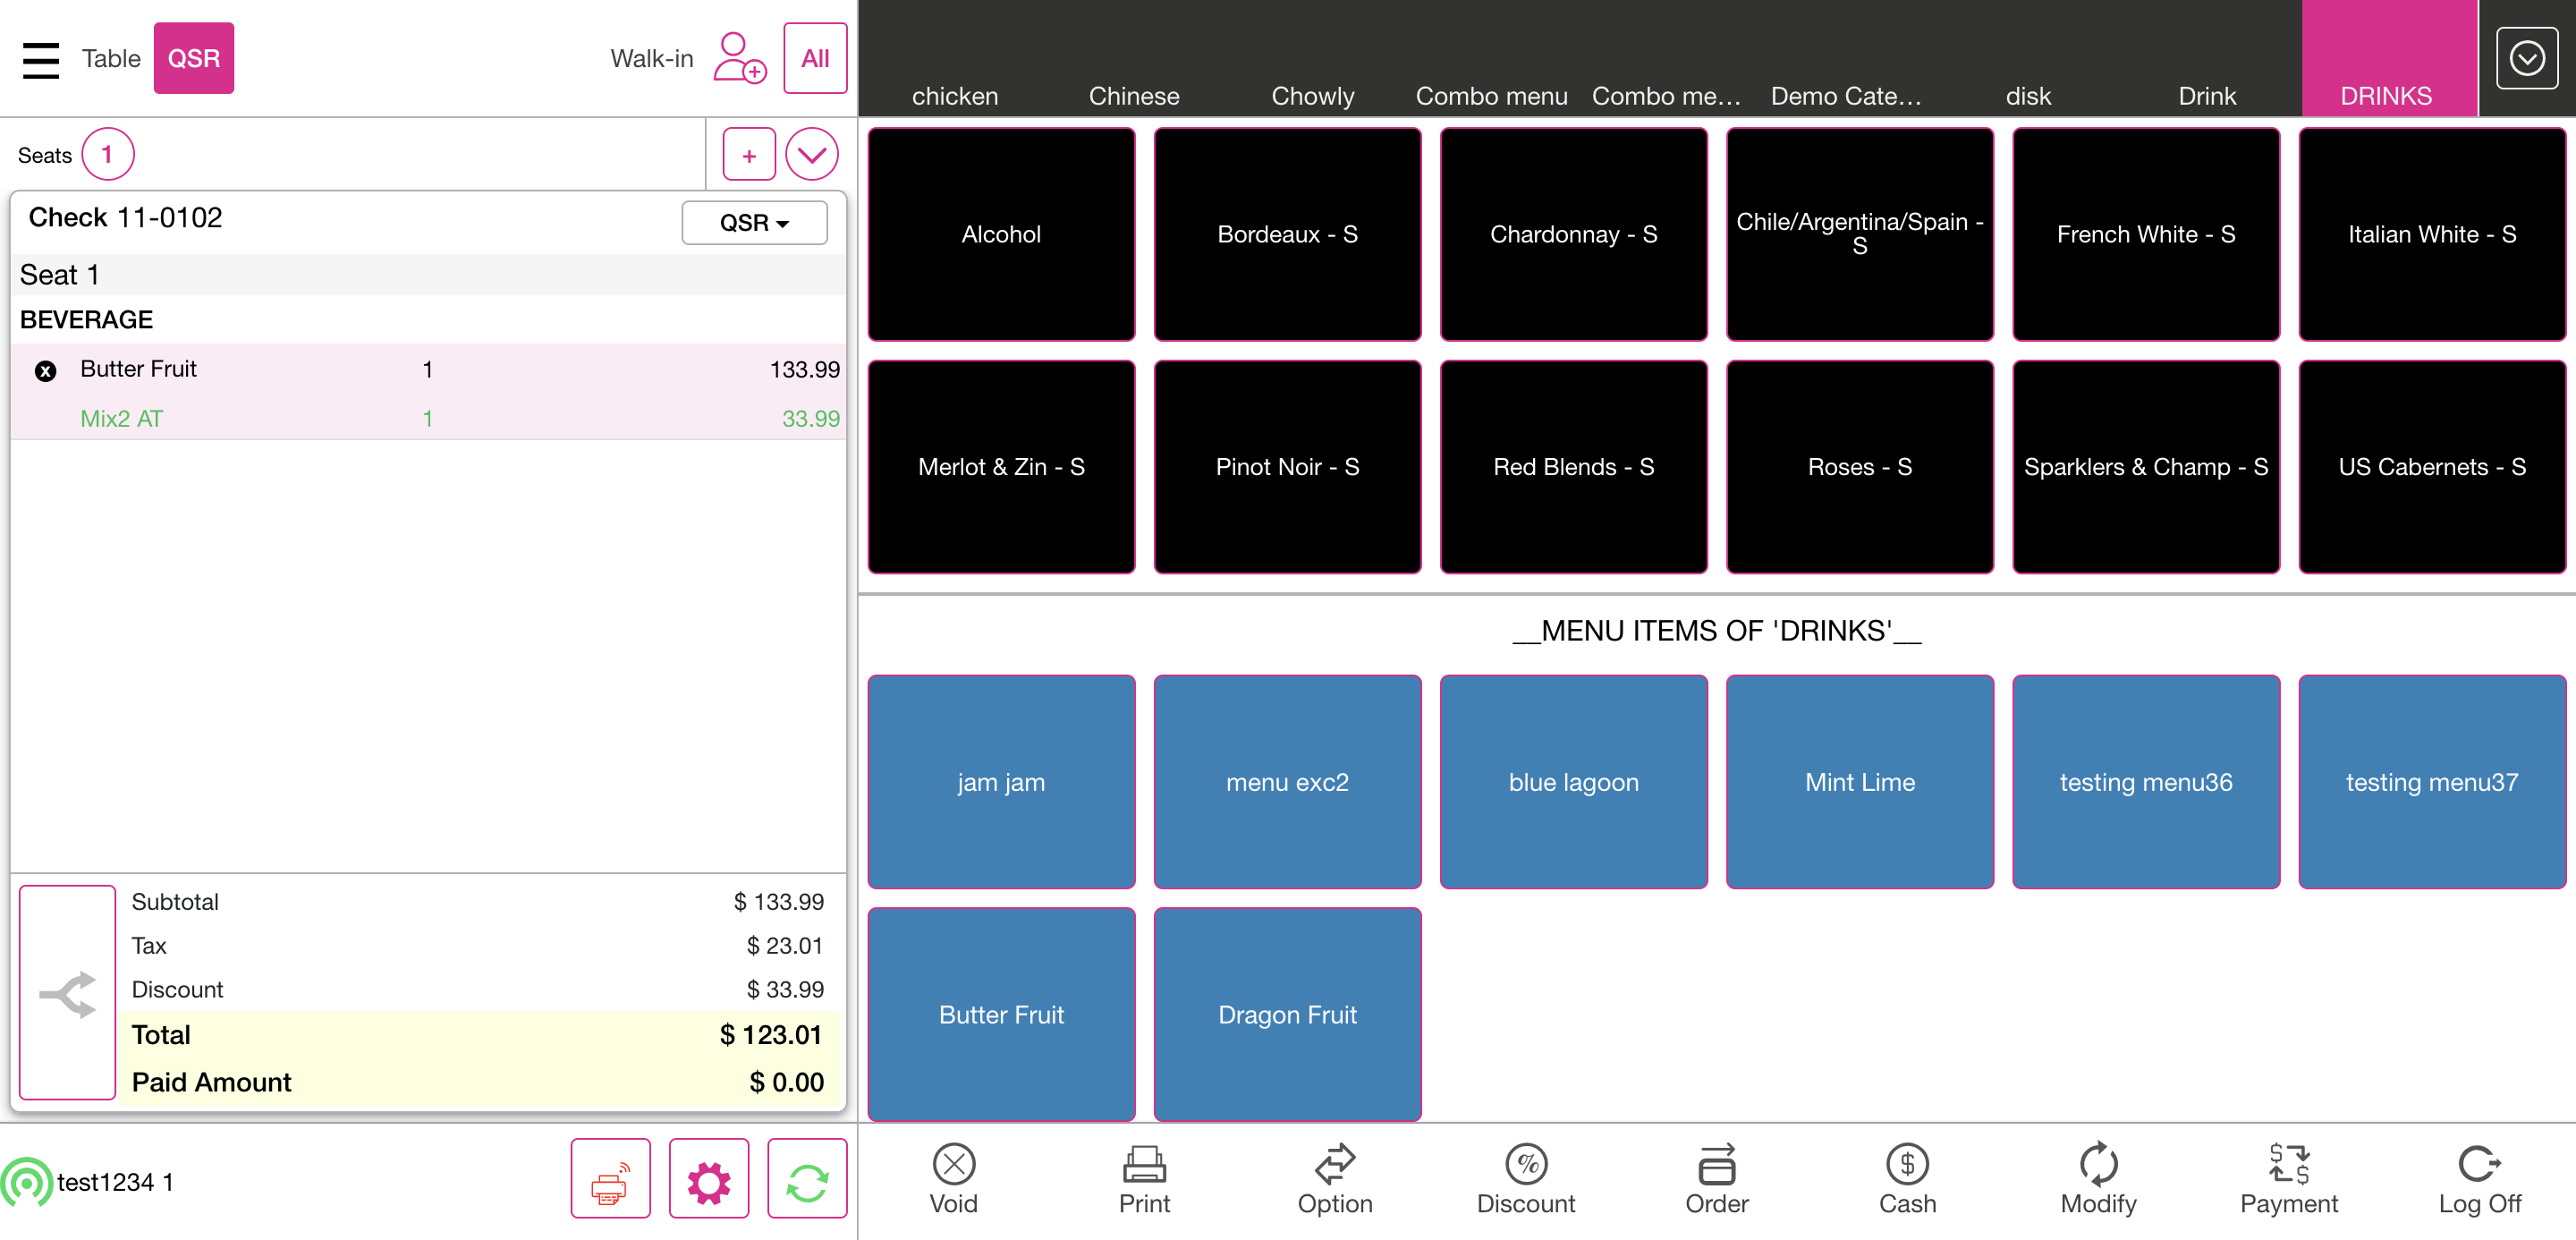 Table
QSR
Walk-in
All
chicken
Chinese
Chowly
Combo menu
Combo me...
Demo Cate...
disk
Drink
DRINKS
Seats
1
+
Check 11-0102
QSR
Seat 1
BEVERAGE
x Butter Fruit 1 133.99
Mix2 AT 1 33.99
Subtotal $ 133.99
Tax $ 23.01
Discount $ 33.99
Total $ 123.01
Paid Amount $ 0.00
test1234 1
Alcohol
Bordeaux - S
Chardonnay - S
Chile/Argentina/Spain -
S
French White - S
Italian White - S
Merlot & Zin - S
Pinot Noir - S
Red Blends - S
Roses - S
Sparklers & Champ - S
US Cabernets - S
__MENU ITEMS OF 'DRINKS'__
jam jam
menu exc2
blue lagoon
Mint Lime
testing menu36
testing menu37
Butter Fruit
Dragon Fruit
Void
Print
Option
%
Discount
Order
$
Cash
Modify
$
$
Payment
Log Off